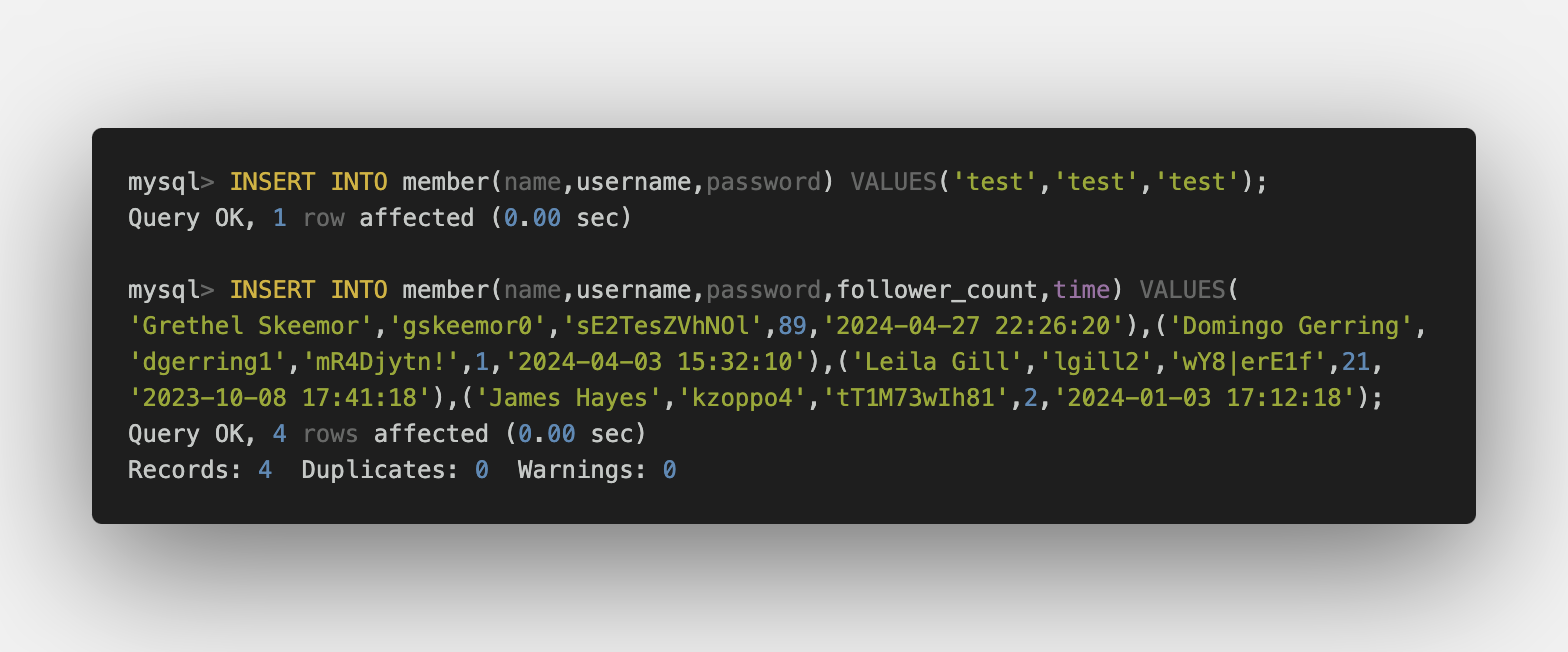 mysql> INSERT INTO member(name,username,password) VALUES('test','test','test');
Query OK, 1 row affected (0.00 sec)
mysql> INSERT INTO member(name,username,password,follower_count,time) VALUES(
'Grethel Skeemor','gskeemor0','sE2TesZVhNOl',89,'2024-04-27 22:26:20'),('Domingo Gerring',
'dgerring1','mR4Djytn!',1,'2024-04-03 15:32:10'),('Leila Gill','lgill2','wY8|erE1f',21,
'2023-10-08 17:41:18'),('James Hayes','kzoppo4','tT1M73wIh81',2,'2024-01-03 17:12:18');
Query OK, 4 rows affected (0.00 sec)
Records: 4  Duplicates: 0  Warnings: 0